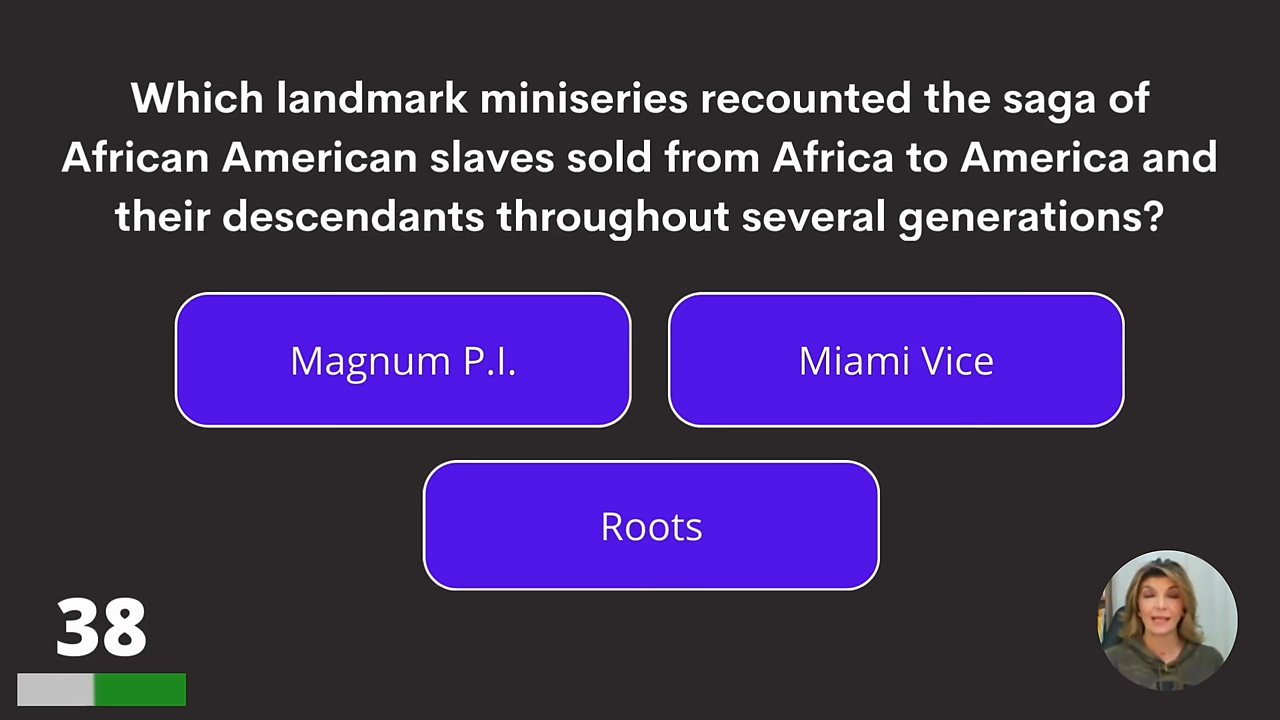 Which landmark miniseries recounted the saga of
African American slaves sold from Africa to America and
their descendants throughout several generations?
Magnum P.I.
Miami Vice
Roots
38